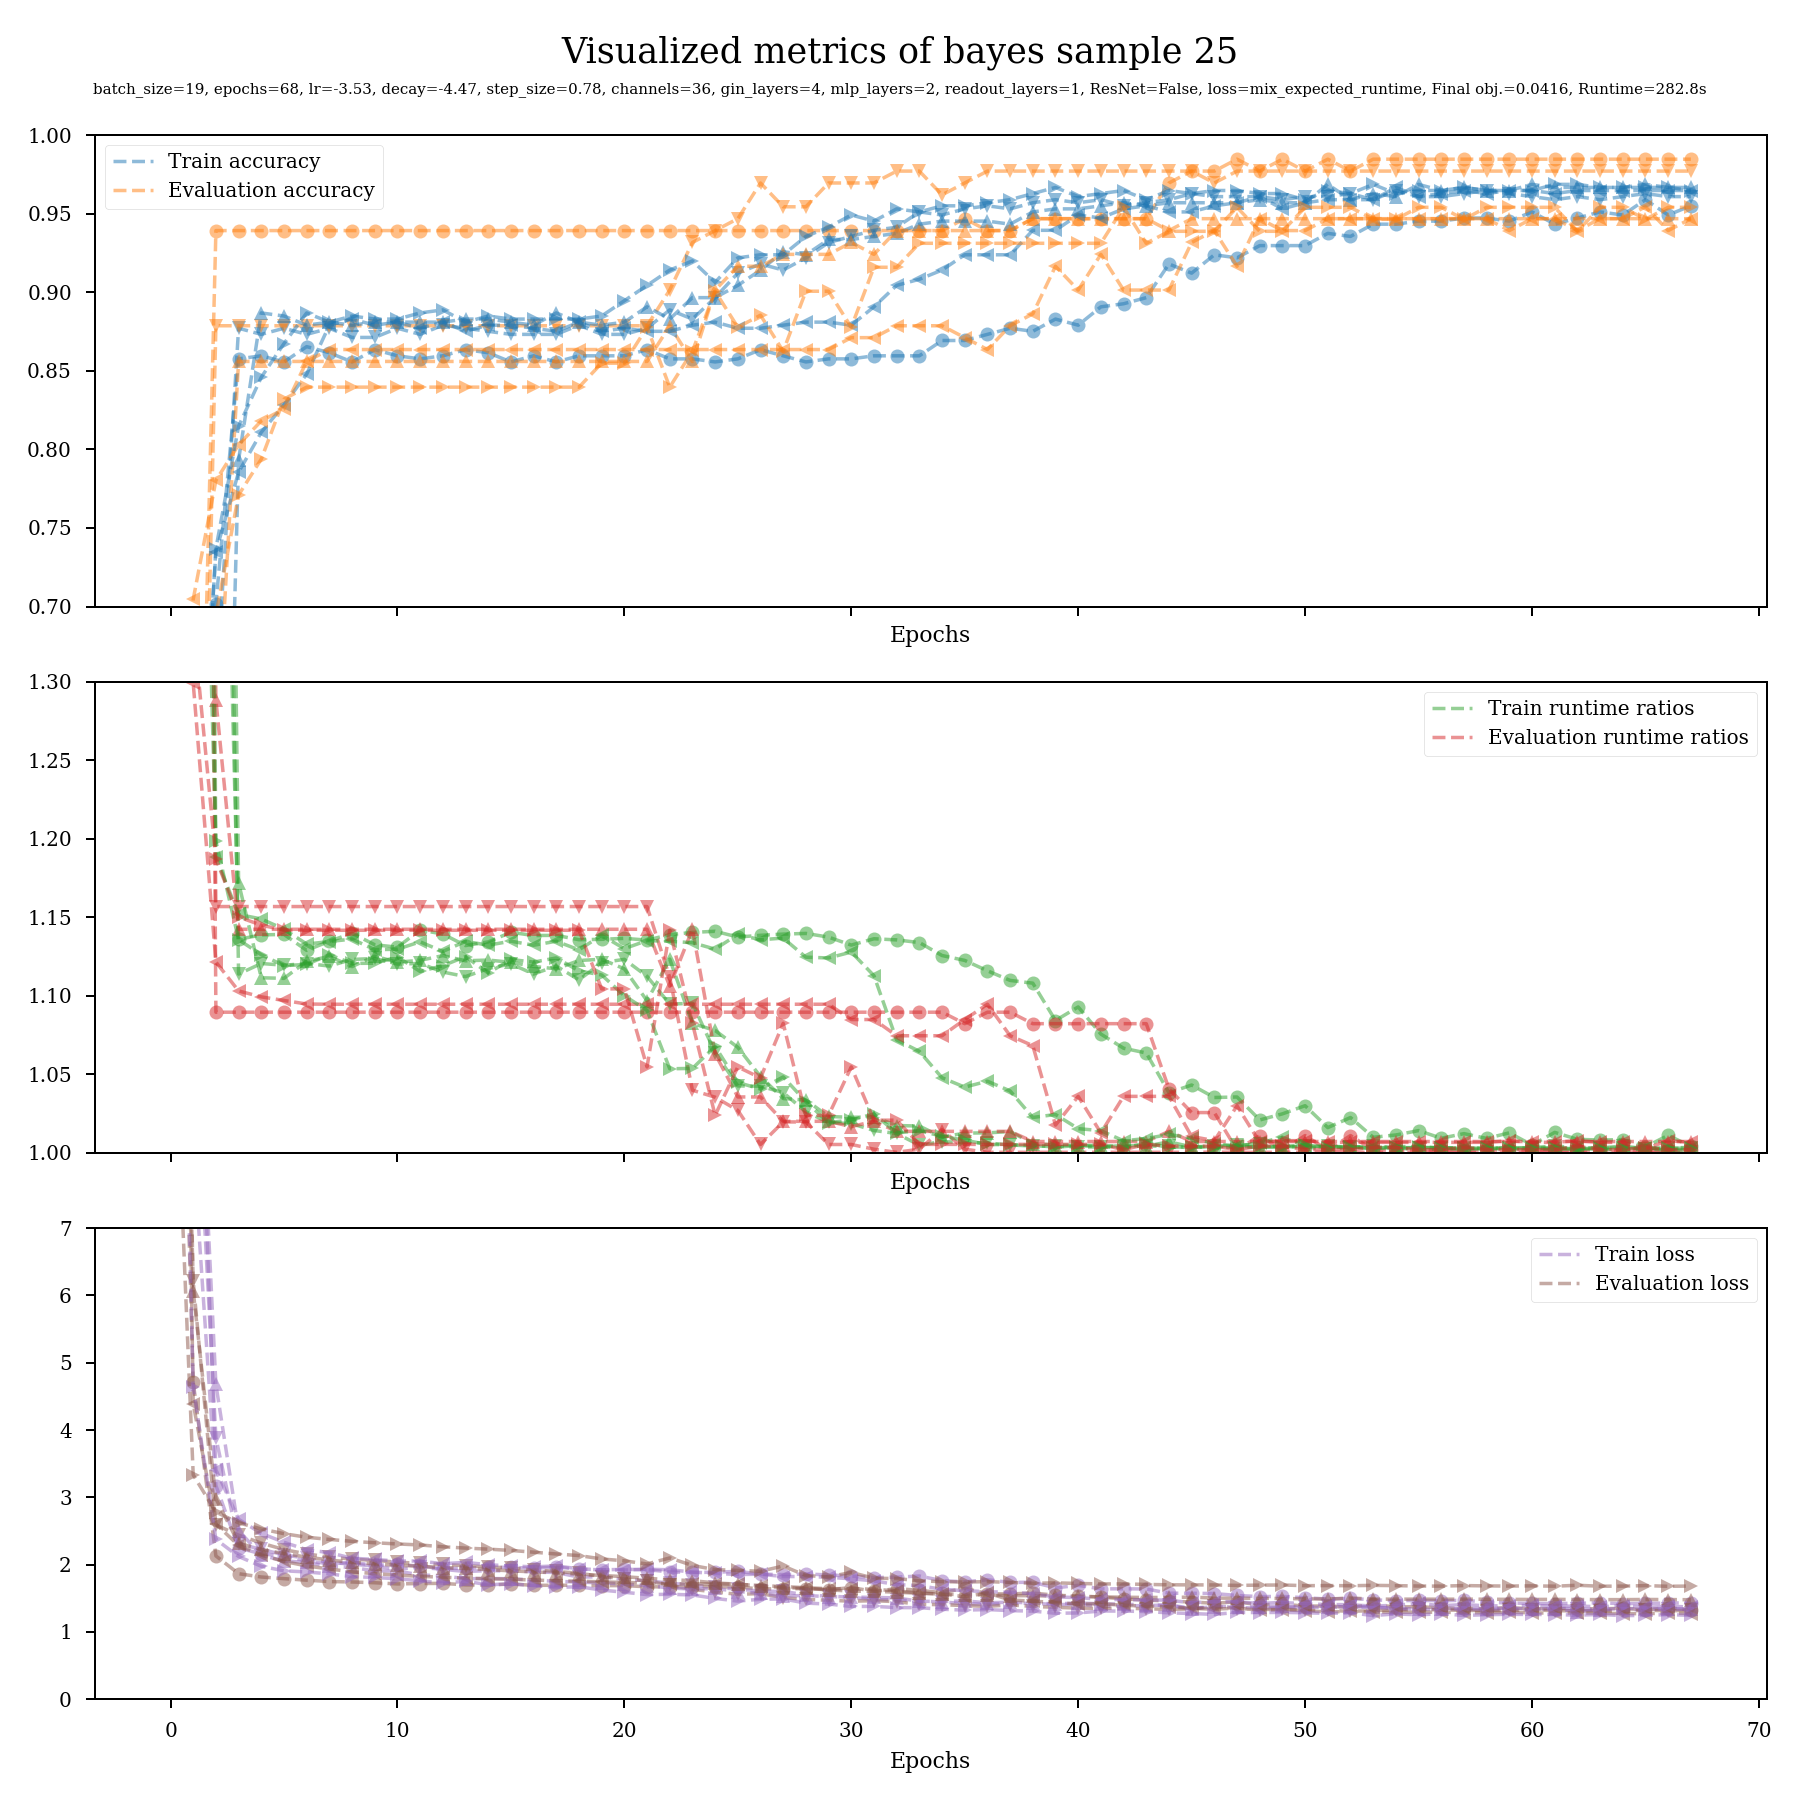 Visualized metrics of bayes sample 25
batch_size=19, epochs=68, lr=-3.53, decay=-4.47, step_size=0.78, channels=36, gin_layers=4, mlp_layers=2, readout_layers=1, ResNet=False, loss=mix_expected_runtime, Final obj.=0.0416, Runtime=282.8s
1.00
0.95
0.90
0.85
0.80
0.75
0.70
Train accuracy
Evaluation accuracy
Epochs
1.30
1.25
1.20
1.15
1.10
1.05
1.00
Train runtime ratios
Evaluation runtime ratios
Epochs
7
6
5
4
3
2
1
0
Train loss
Evaluation loss
0 10 20 30 40 50 60 70
Epochs